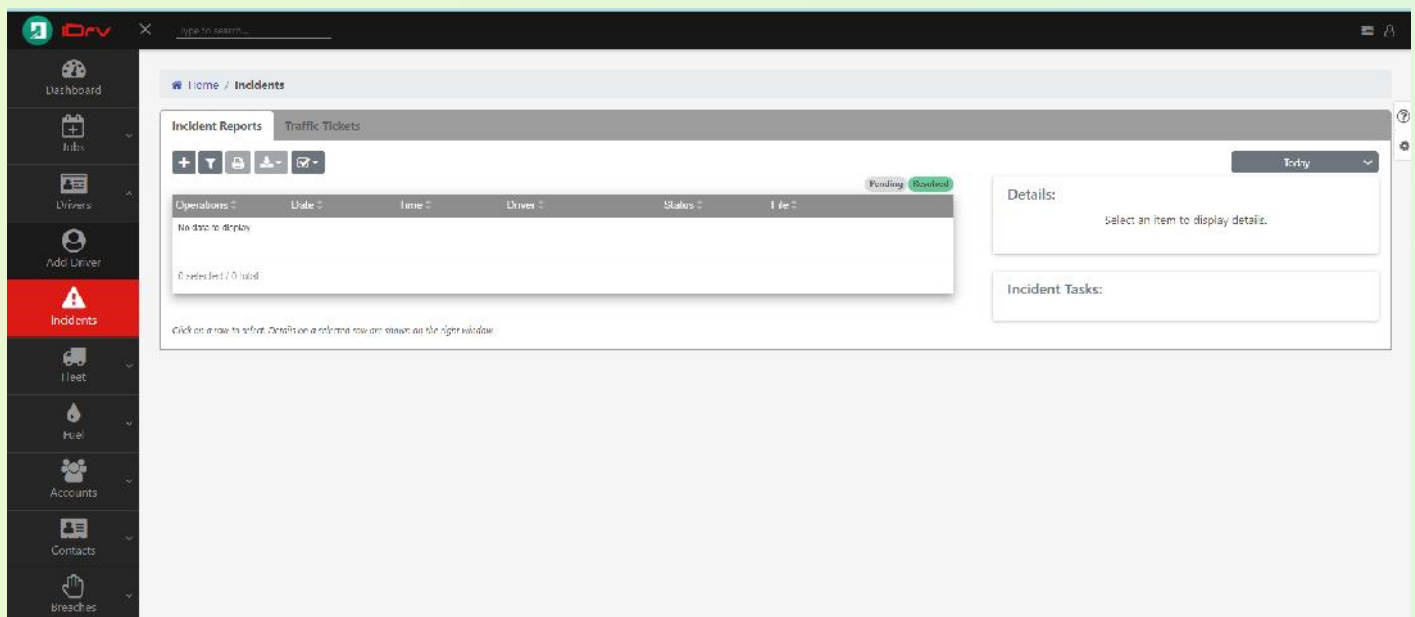 iDrv
Type to search...
Dashboard
Jobs
Drivers
Add Driver
Incidents
Fleet
Fuel
Accounts
Contacts
Breaches
Home / Incidents
Incident Reports Traffic Tickets
Today
Pending Resolved
Operations Date Time Driver Status File
No data to display
0 selected / 0 total
Click on a row to select. Details on a selected row are shown on the right window.
Details:
Select an item to display details.
Incident Tasks: